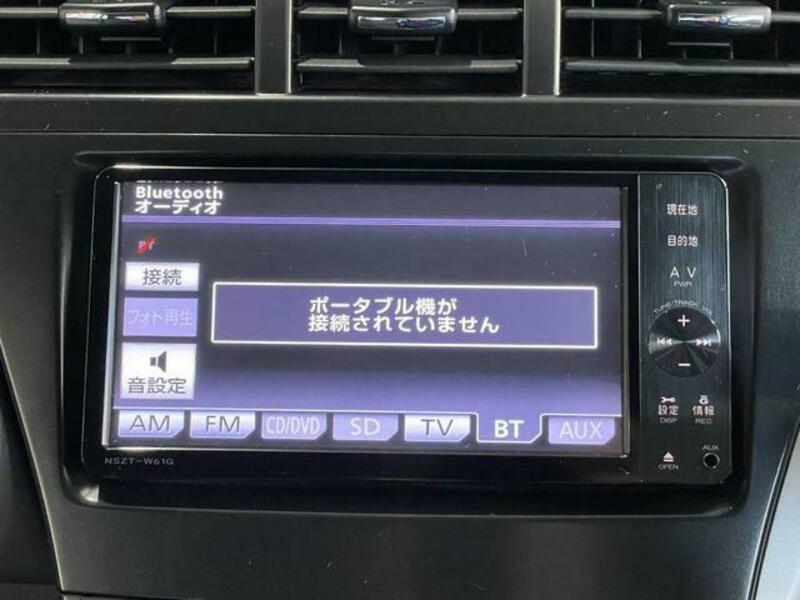 Bluetooth
オーディオ
接続
フォト再生
音設定
ポータブル機が
接続されていません
AM FM CD/DVD SD TV BT AUX
NSZT-W61G
現在地
目的地
AV
PWR
TUNE/TRACK VOL
設定 情報
DISP REC
OPEN
AUX